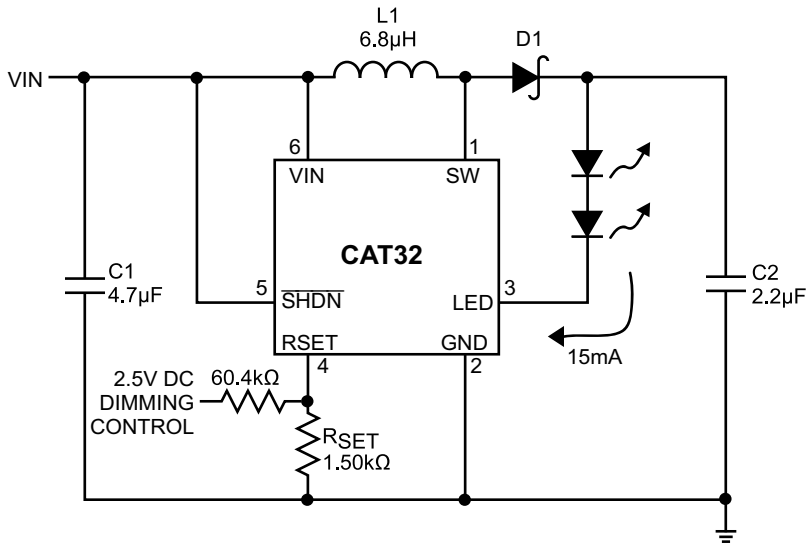 L1
6.8µH
D1
VIN
6
1
VIN
SW
CAT32
C1
4.7µF
5
SHDN
LED
3
C2
2.2µF
RSET
GND
4
2
15mA
2.5V DC
DIMMING
CONTROL
60.4kΩ
RSET
1.50kΩ